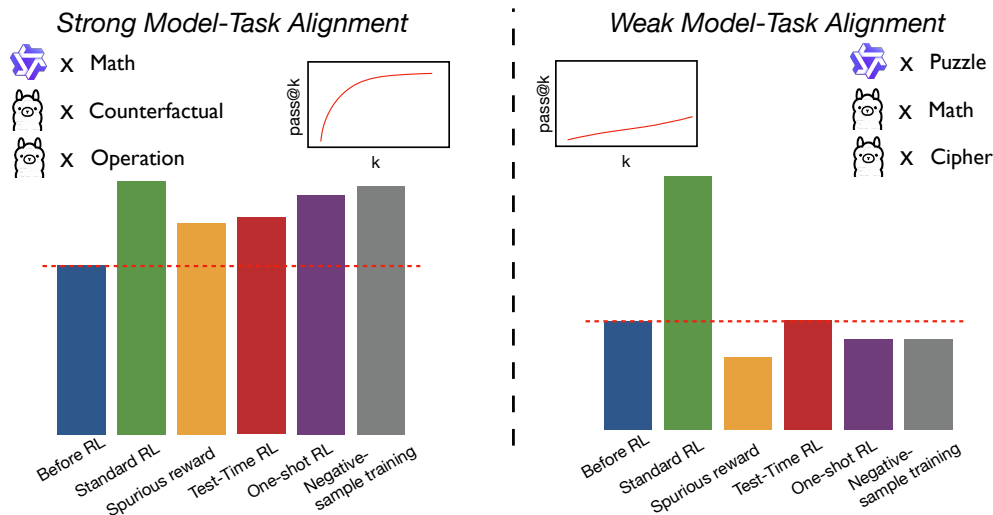 Strong Model-Task Alignment
x Math
x Counterfactual
x Operation
pass@k
k
Before RL
Standard RL
Spurious reward
Test-Time RL
One-shot RL
Negative-
sample training
Weak Model-Task Alignment
x Puzzle
x Math
x Cipher
pass@k
k
Before RL
Standard RL
Spurious reward
Test-Time RL
One-shot RL
Negative-
sample training